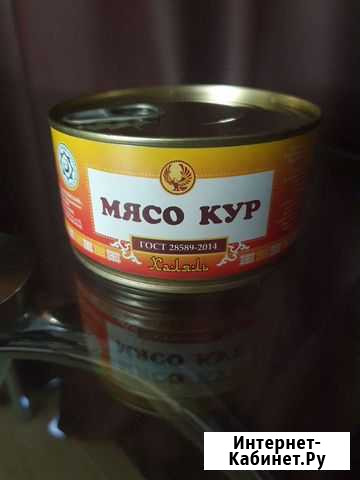 МЯСО КУР
ГОСТ 28589-2014
Халяль
Интернет-
Кабинет.Ру